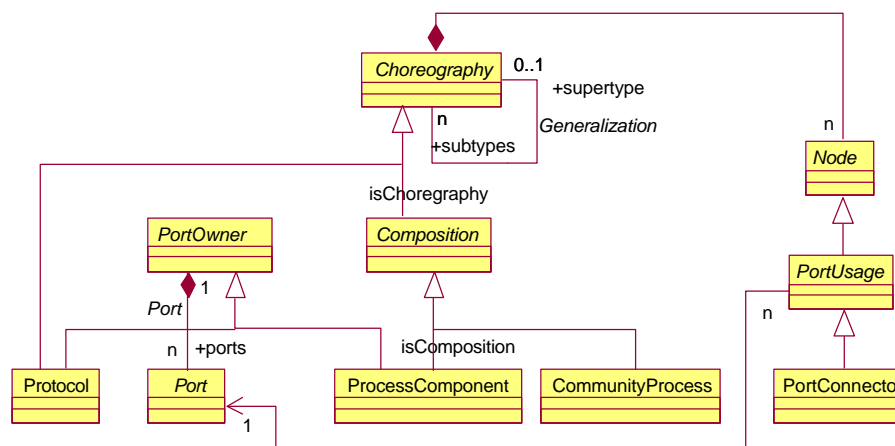 Choreography
0..1
+supertype
n
Generalization
+subtypes
n
Node
isChoregraphy
PortOwner
Composition
PortUsage
1
Port
n
n
+ports
isComposition
Protocol
Port
ProcessComponent
CommunityProcess
PortConnecto
1